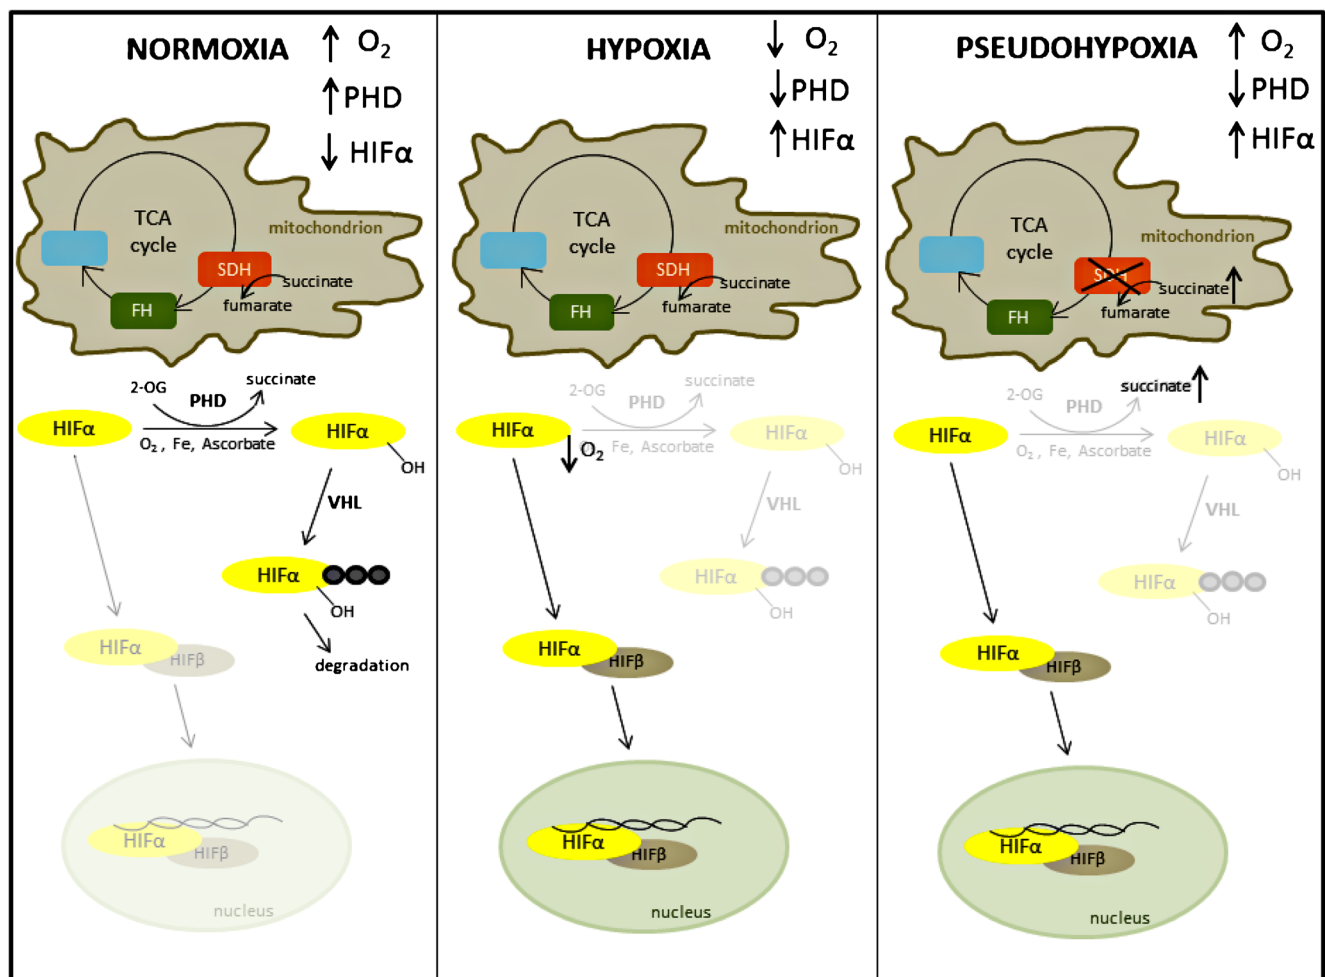 NORMOXIA
↑ O₂
↑ PHD
↓ HIFα
TCA
cycle
mitochondrion
SDH
succinate
fumarate
FH
2-OG
PHD
succinate
HIFα
O₂ , Fe, Ascorbate
HIFα
OH
VHL
HIFα
OH
degradation
HIFα
HIFβ
HIFα
HIFβ
nucleus
HYPOXIA
↓ O₂
↓ PHD
↑ HIFα
TCA
cycle
mitochondrion
SDH
succinate
fumarate
FH
2-OG
PHD
succinate
HIFα
↓ O₂
Fe, Ascorbate
HIFα
OH
VHL
HIFα
OH
HIFα
HIFβ
HIFα
HIFβ
nucleus
PSEUDOHYPOXIA
↑ O₂
↓ PHD
↑ HIFα
TCA
cycle
mitochondrion
SDH
succinate ↑
fumarate
FH
2-OG
PHD
succinate ↑
HIFα
O₂ , Fe, Ascorbate
HIFα
OH
VHL
HIFα
OH
HIFα
HIFβ
HIFα
HIFβ
nucleus